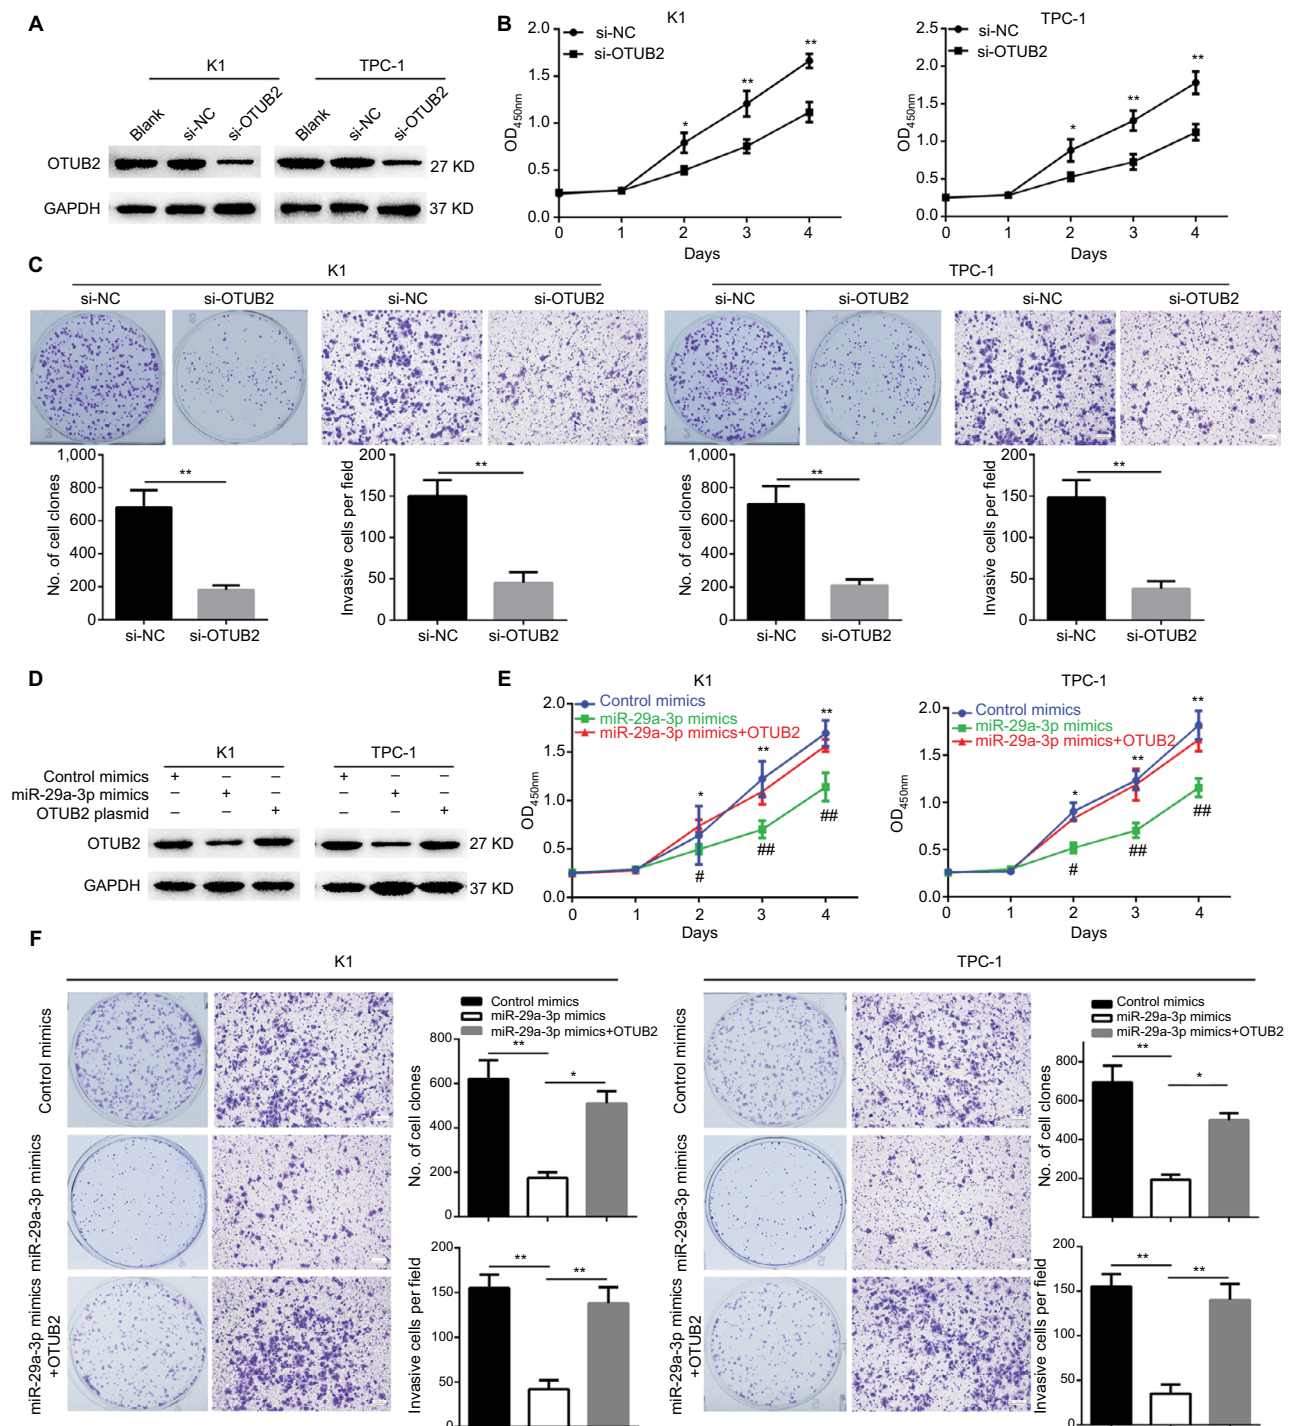 A
K1 TPC-1
Blank si-NC si-OTUB2 Blank si-NC si-OTUB2
OTUB2 27 KD
GAPDH 37 KD
B
K1
si-NC
si-OTUB2
OD450nm
2.0
1.5
1.0
0.5
0.0
* ** **
0 1 2 3 4
Days
TPC-1
si-NC
si-OTUB2
OD450nm
2.5
2.0
1.5
1.0
0.5
0.0
* ** **
0 1 2 3 4
Days
C
K1 TPC-1
si-NC si-OTUB2 si-NC si-OTUB2 si-NC si-OTUB2 si-NC si-OTUB2
No. of cell clones
1,000
800
600
400
200
0
**
si-NC si-OTUB2
Invasive cells per field
200
150
100
50
0
**
si-NC si-OTUB2
No. of cell clones
1,000
800
600
400
200
0
**
si-NC si-OTUB2
Invasive cells per field
200
150
100
50
0
**
si-NC si-OTUB2
D
K1 TPC-1
Control mimics + – – + – –
miR-29a-3p mimics – + – – + –
OTUB2 plasmid – – + – – +
OTUB2 27 KD
GAPDH 37 KD
E
K1
Control mimics
miR-29a-3p mimics
miR-29a-3p mimics+OTUB2
OD450nm
2.0
1.5
1.0
0.5
0.0
* ** **
# ## ##
0 1 2 3 4
Days
TPC-1
Control mimics
miR-29a-3p mimics
miR-29a-3p mimics+OTUB2
OD450nm
2.0
1.5
1.0
0.5
0.0
* ** **
# ## ##
0 1 2 3 4
Days
F
K1
Control mimics
miR-29a-3p mimics
miR-29a-3p mimics
+OTUB2
Control mimics
miR-29a-3p mimics
miR-29a-3p mimics+OTUB2
No. of cell clones
800
600
400
200
0
** *
Invasive cells per field
200
150
100
50
0
** **
TPC-1
Control mimics
miR-29a-3p mimics
miR-29a-3p mimics
+OTUB2
Control mimics
miR-29a-3p mimics
miR-29a-3p mimics+OTUB2
No. of cell clones
800
600
400
200
** *
Invasive cells per field
200
150
100
50
0
** **